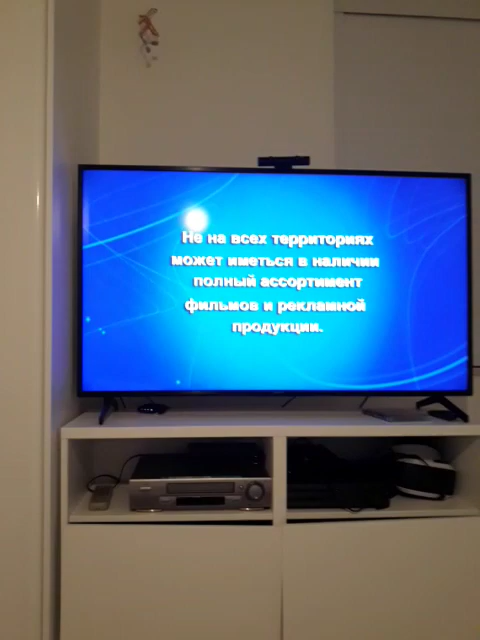 Не на всех территориях
может иметься в наличии
полный ассортимент
фильмов и рекламной
продукции.